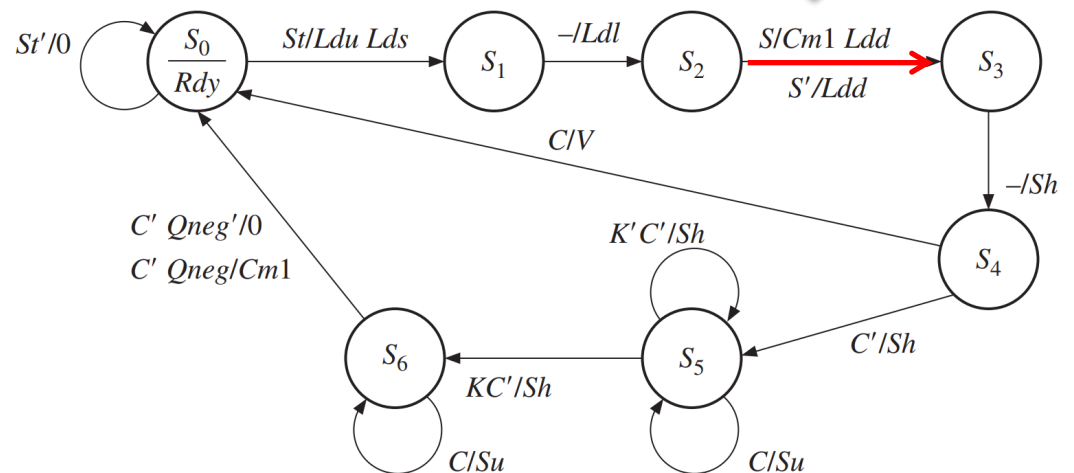 St′/0
S0
Rdy
St/Ldu Lds
S1
–/Ldl
S2
S/Cm1 Ldd
S′/Ldd
S3
C/V
–/Sh
C′ Qneg′/0
C′ Qneg/Cm1
K′C′/Sh
S4
S6
KC′/Sh
S5
C′/Sh
C/Su
C/Su